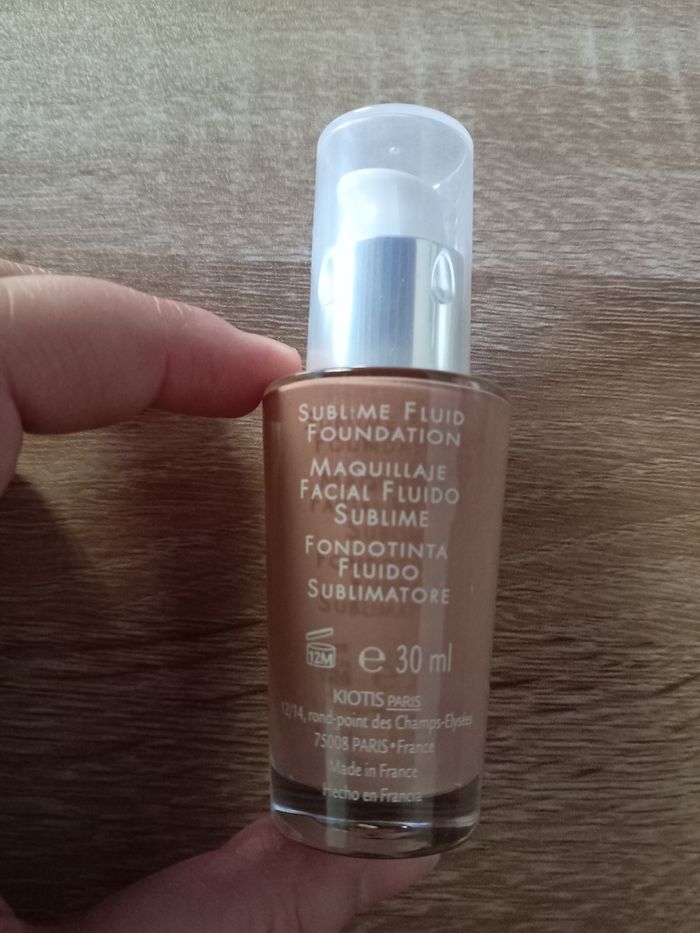 SUBLIME FLUID
FOUNDATION
MAQUILLAJE
FACIAL FLUIDO
SUBLIME
FONDOTINTA
FLUIDO
SUBLIMATORE
12M e 30 ml
KIOTIS PARIS
12/14, rond-point des Champs-Elysées
75008 PARIS • France
Made in France
Hecho en Francia